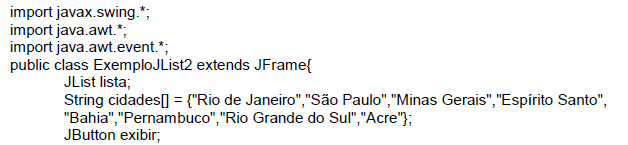 import javax.swing.*;
import java.awt.*;
import java.awt.event.*;
public class ExemploJList2 extends JFrame{
JList lista;
String cidades[] = {"Rio de Janeiro","São Paulo","Minas Gerais","Espírito Santo",
"Bahia","Pernambuco","Rio Grande do Sul","Acre"};
JButton exibir;